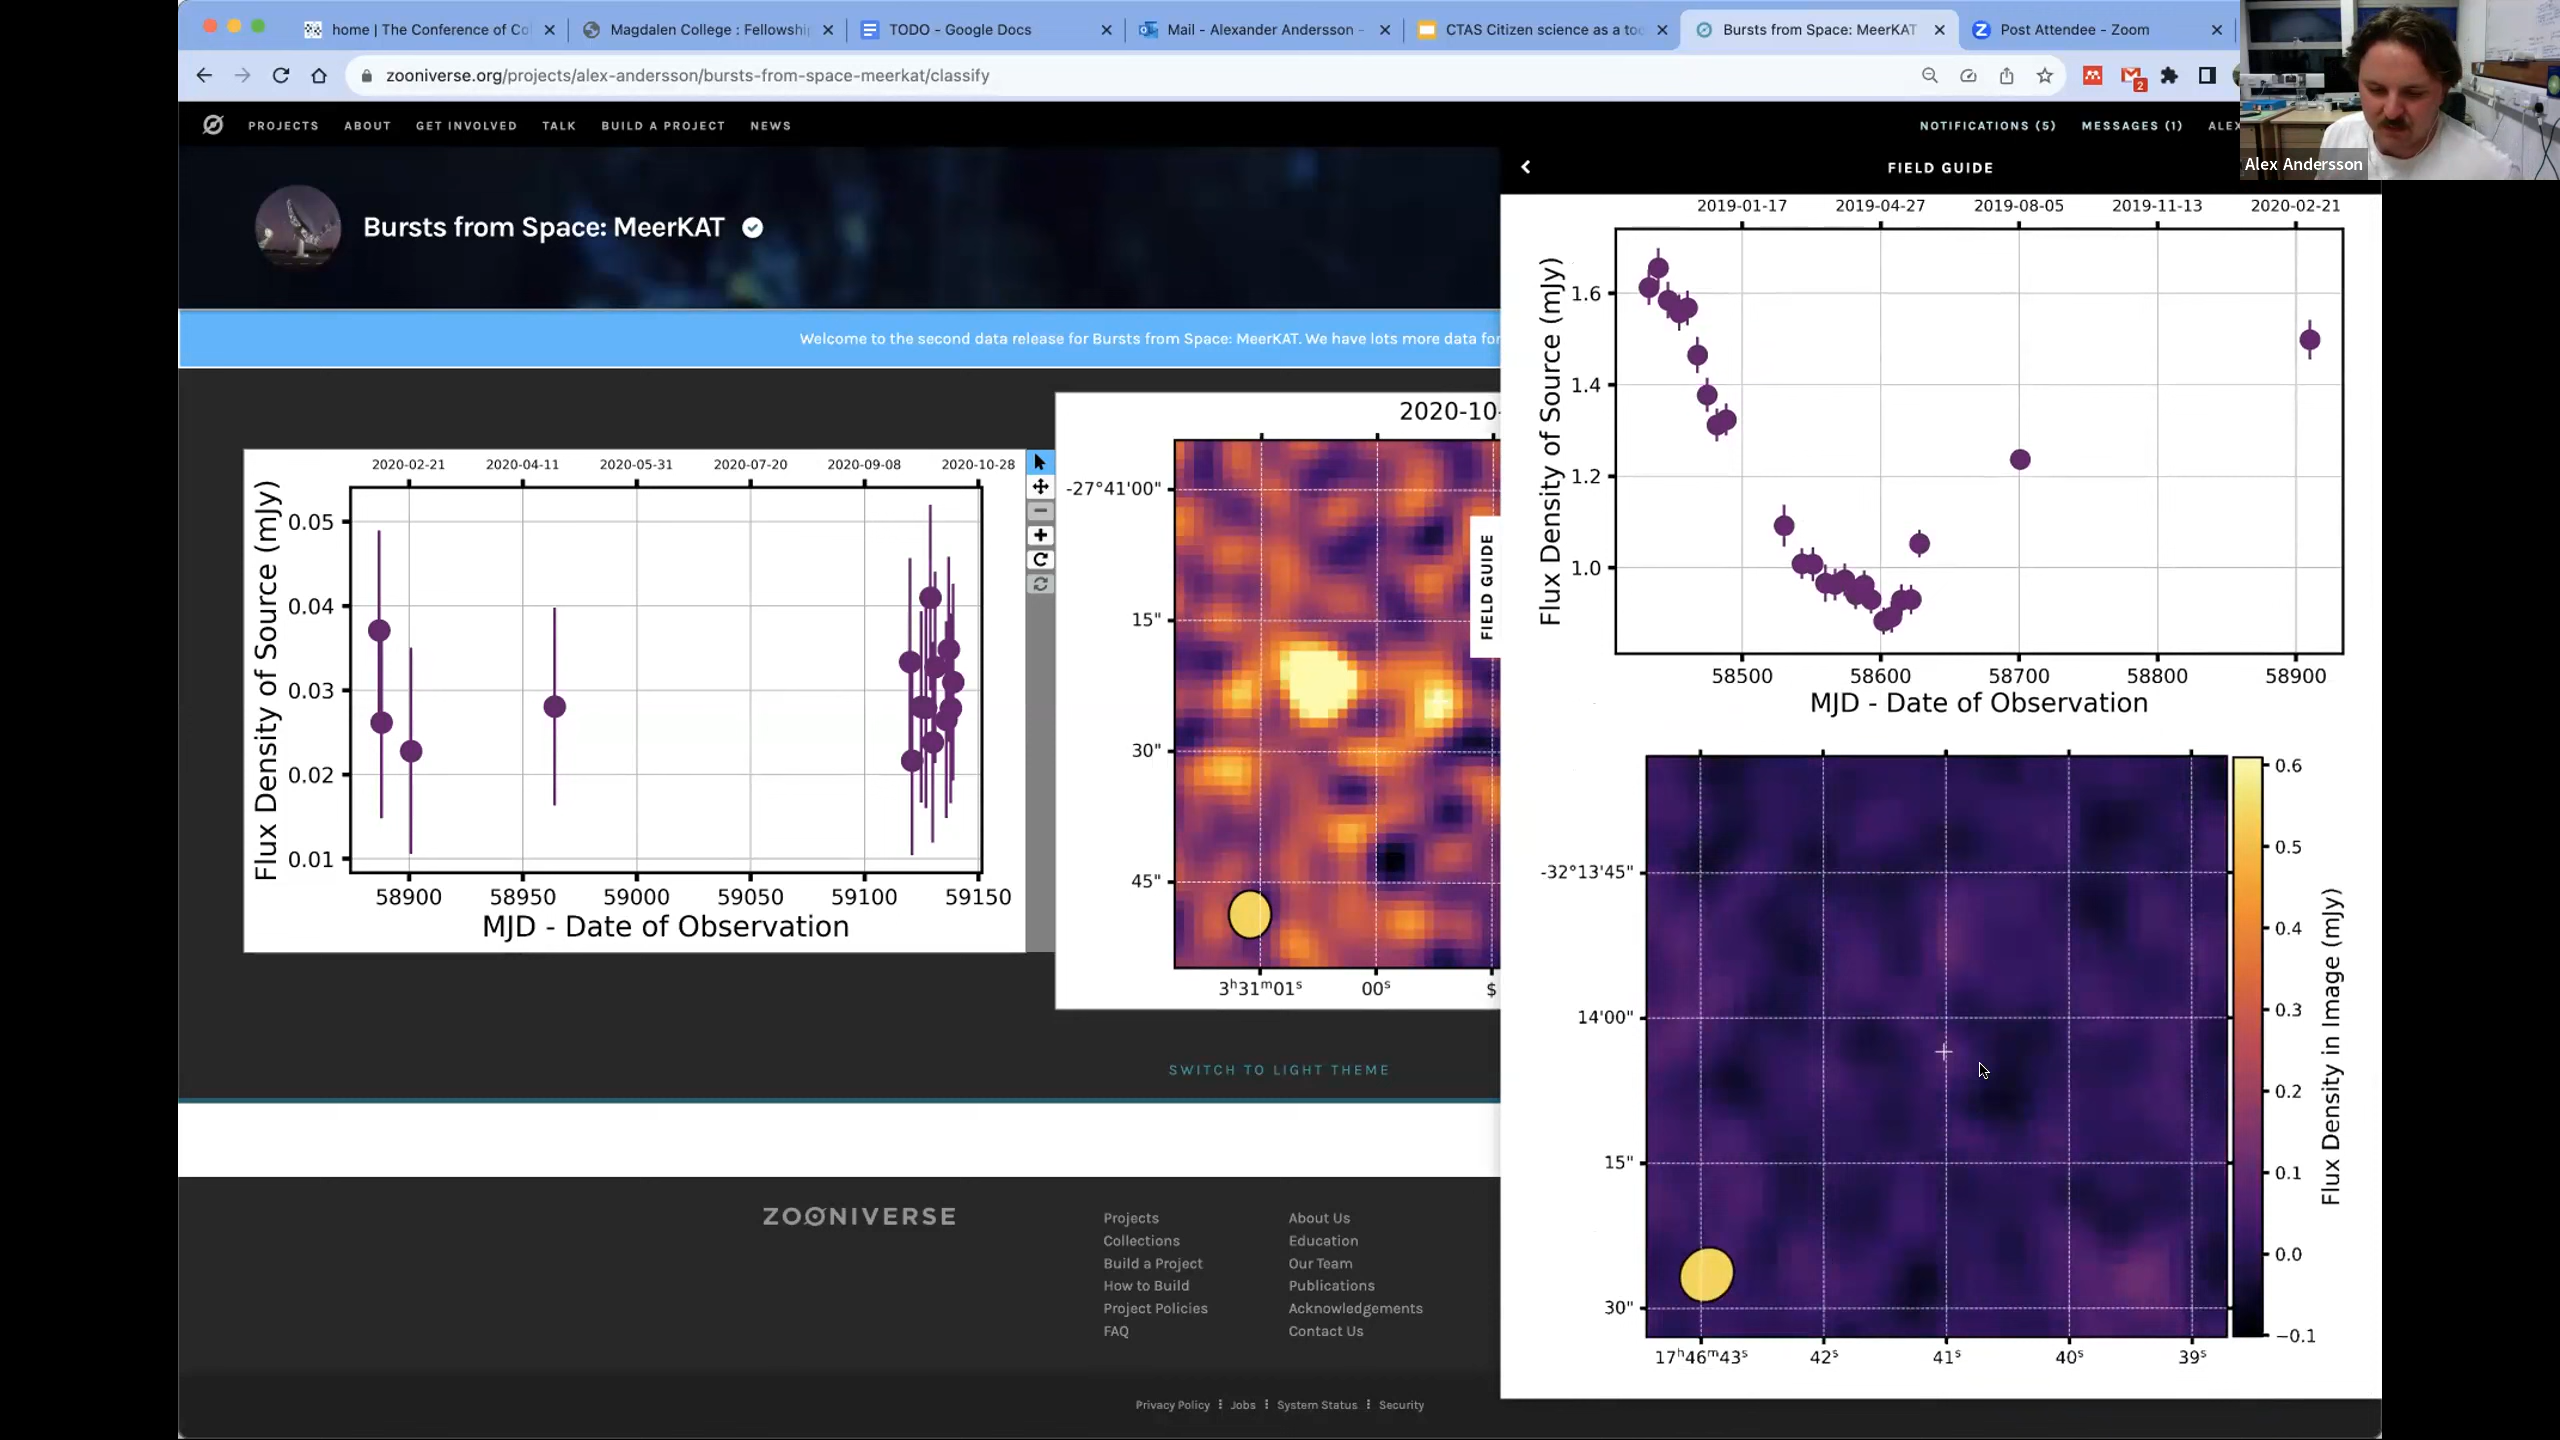 home | The Conference of Co
Magdalen College : Fellowshi
TODO - Google Docs
Mail - Alexander Andersson -
CTAS Citizen science as a too
Bursts from Space: MeerKAT
Post Attendee - Zoom
zooniverse.org/projects/alex-andersson/bursts-from-space-meerkat/classify
2
PROJECTS ABOUT GET INVOLVED TALK BUILD A PROJECT NEWS
NOTIFICATIONS (5) MESSAGES (1) ALEX
Alex Andersson
Bursts from Space: MeerKAT
Welcome to the second data release for Bursts from Space: MeerKAT. We have lots more data for
2020-02-21 2020-04-11 2020-05-31 2020-07-20 2020-09-08 2020-10-28
Flux Density of Source (mJy)
0.05
0.04
0.03
0.02
0.01
58900 58950 59000 59050 59100 59150
MJD - Date of Observation
2020-10-
-27°41'00"
15"
30"
45"
3ʰ31ᵐ01ˢ 00ˢ $
FIELD GUIDE
FIELD GUIDE
2019-01-17 2019-04-27 2019-08-05 2019-11-13 2020-02-21
Flux Density of Source (mJy)
1.6
1.4
1.2
1.0
58500 58600 58700 58800 58900
MJD - Date of Observation
-32°13'45"
14'00"
15"
30"
17ʰ46ᵐ43ˢ 42ˢ 41ˢ 40ˢ 39ˢ
0.6
0.5
0.4
0.3
0.2
0.1
0.0
−0.1
Flux Density in Image (mJy)
SWITCH TO LIGHT THEME
ZOONIVERSE
Projects
Collections
Build a Project
How to Build
Project Policies
FAQ
About Us
Education
Our Team
Publications
Acknowledgements
Contact Us
Privacy Policy Jobs System Status Security